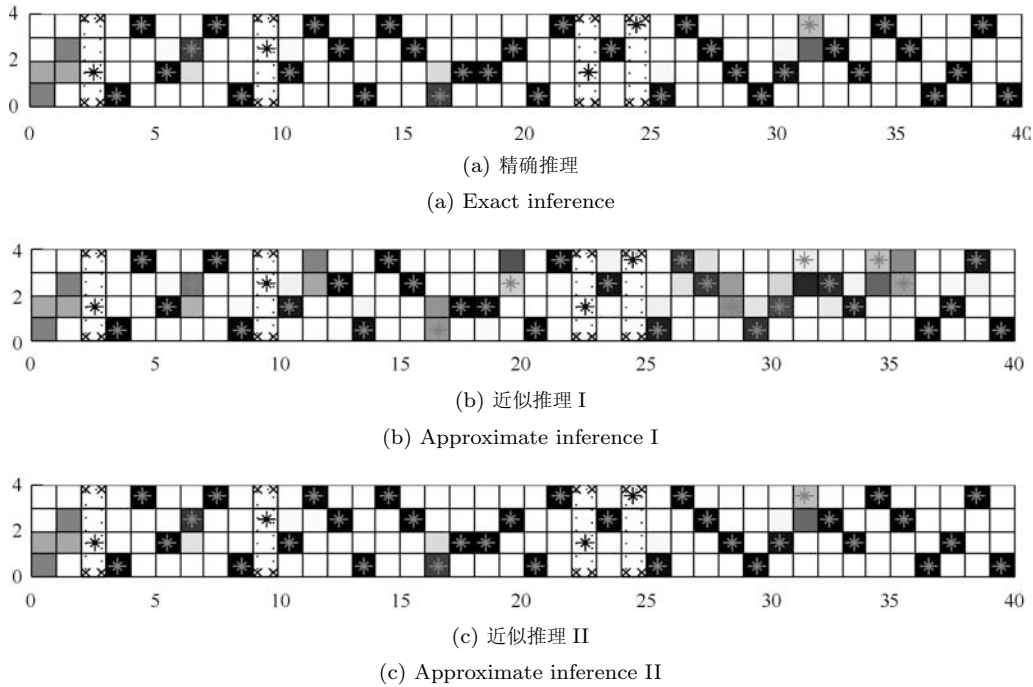 4
2
0
0 5 10 15 20 25 30 35 40
(a) 精确推理
(a) Exact inference
4
2
0
0 5 10 15 20 25 30 35 40
(b) 近似推理 I
(b) Approximate inference I
4
2
0
0 5 10 15 20 25 30 35 40
(c) 近似推理 II
(c) Approximate inference II